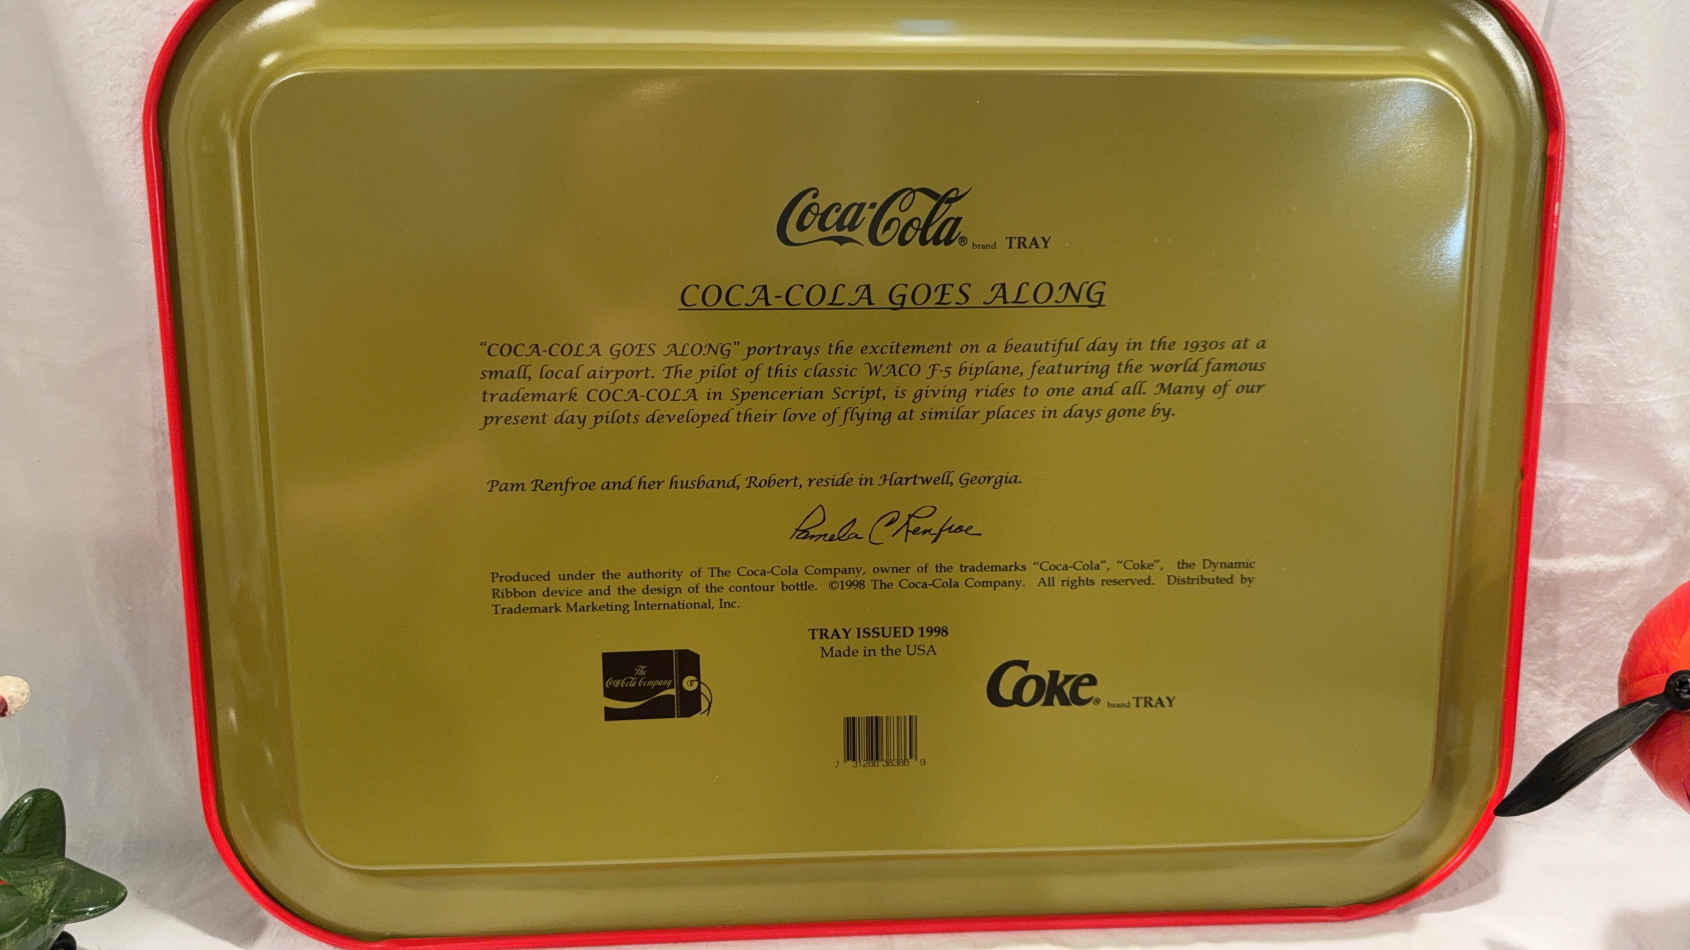 Coca-Cola® brand TRAY
COCA-COLA GOES ALONG
“COCA-COLA GOES ALONG” portrays the excitement on a beautiful day in the 1930s at a
small, local airport. The pilot of this classic WACO F-5 biplane, featuring the world famous
trademark COCA-COLA in Spencerian Script, is giving rides to one and all. Many of our
present day pilots developed their love of flying at similar places in days gone by.
Pam Renfroe and her husband, Robert, reside in Hartwell, Georgia.
Pamela C Renfroe
Produced under the authority of The Coca-Cola Company, owner of the trademarks “Coca-Cola”, “Coke”, the Dynamic
Ribbon device and the design of the contour bottle. ©1998 The Coca-Cola Company. All rights reserved. Distributed by
Trademark Marketing International, Inc.
TRAY ISSUED 1998
Made in the USA
The
Coca-Cola Company
Coke® brand TRAY